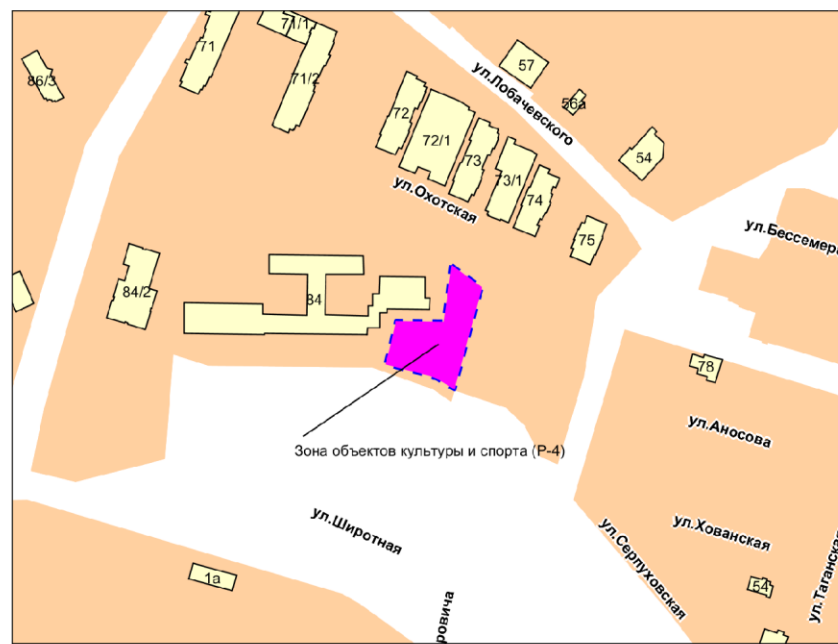 71/1
71
57
86/3
71/2
ул.Лобачевского
56а
72
72/1
54
73
73/1
ул.Охотская
74
75
ул.Бессемера
84/2
84
78
ул.Аносова
Зона объектов культуры и спорта (Р-4)
ул.Широтная
ул.Хованская
ул.Серпуховская
ул.Таганская
1а
54
ровича